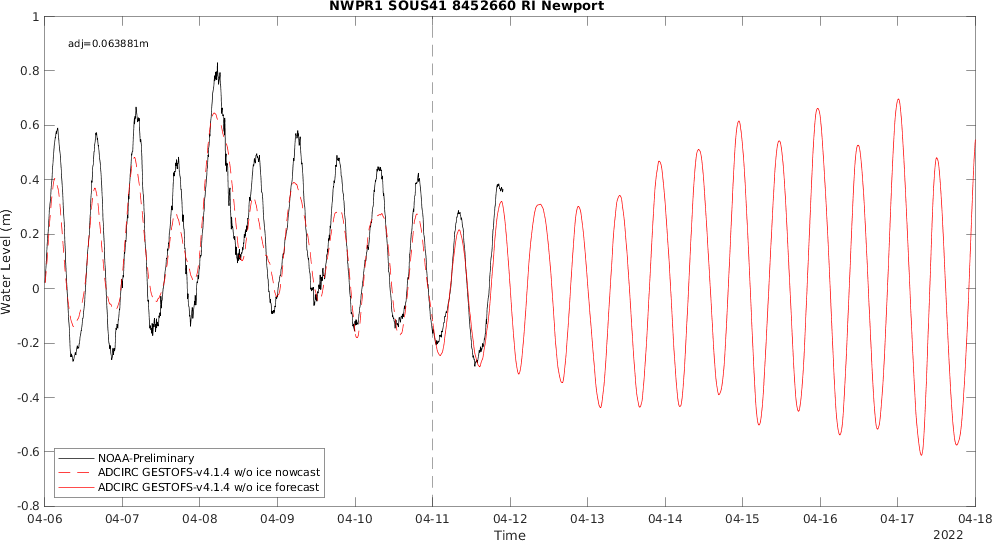 NWPR1 SOUS41 8452660 RI Newport
adj=0.063881m
1
0.8
0.6
0.4
0.2
0
-0.2
-0.4
-0.6
-0.8
Water Level (m)
NOAA-Preliminary
ADCIRC GESTOFS-v4.1.4 w/o ice nowcast
ADCIRC GESTOFS-v4.1.4 w/o ice forecast
04-06 04-07 04-08 04-09 04-10 04-11 04-12 04-13 04-14 04-15 04-16 04-17 04-18
Time
2022